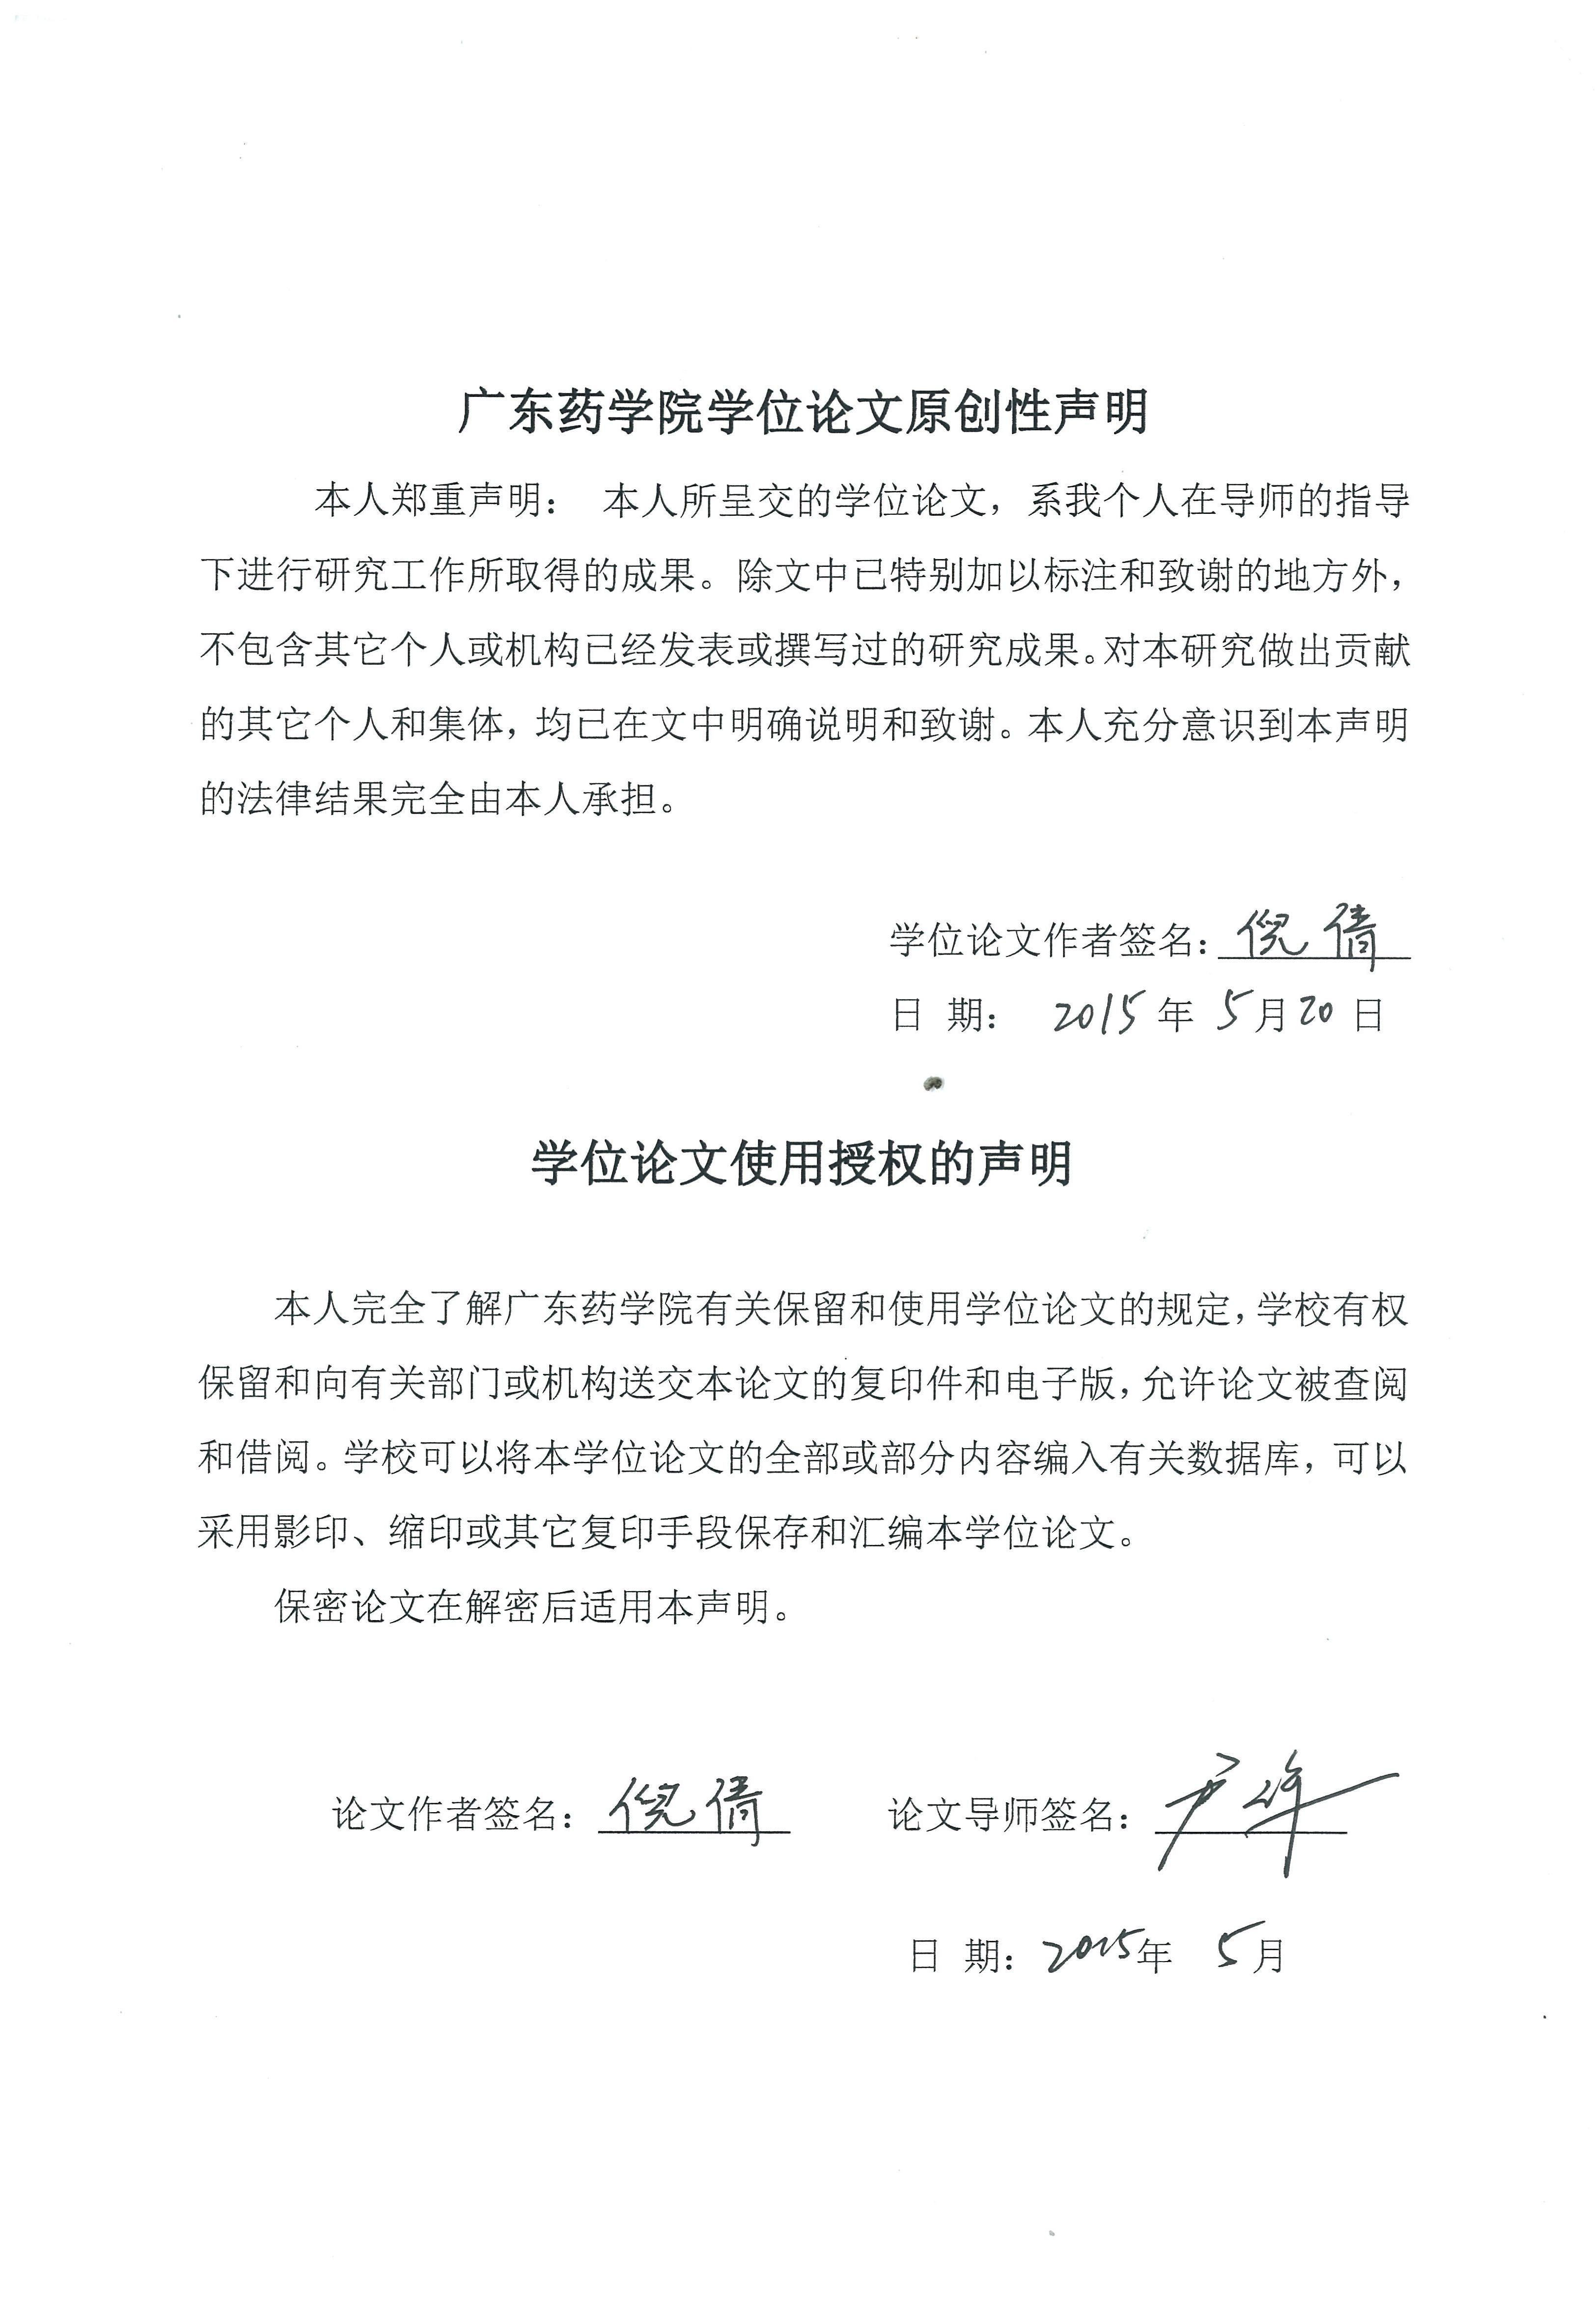 广东药学院学位论文原创性声明
本人郑重声明： 本人所呈交的学位论文，系我个人在导师的指导
下进行研究工作所取得的成果。除文中已特别加以标注和致谢的地方外，
不包含其它个人或机构已经发表或撰写过的研究成果。对本研究做出贡献
的其它个人和集体，均已在文中明确说明和致谢。本人充分意识到本声明
的法律结果完全由本人承担。
学位论文作者签名：倪倩
日 期： 2015 年 5 月 20 日
学位论文使用授权的声明
本人完全了解广东药学院有关保留和使用学位论文的规定，学校有权
保留和向有关部门或机构送交本论文的复印件和电子版，允许论文被查阅
和借阅。学校可以将本学位论文的全部或部分内容编入有关数据库，可以
采用影印、缩印或其它复印手段保存和汇编本学位论文。
保密论文在解密后适用本声明。
论文作者签名：倪倩 论文导师签名：
日 期：2015年 5月